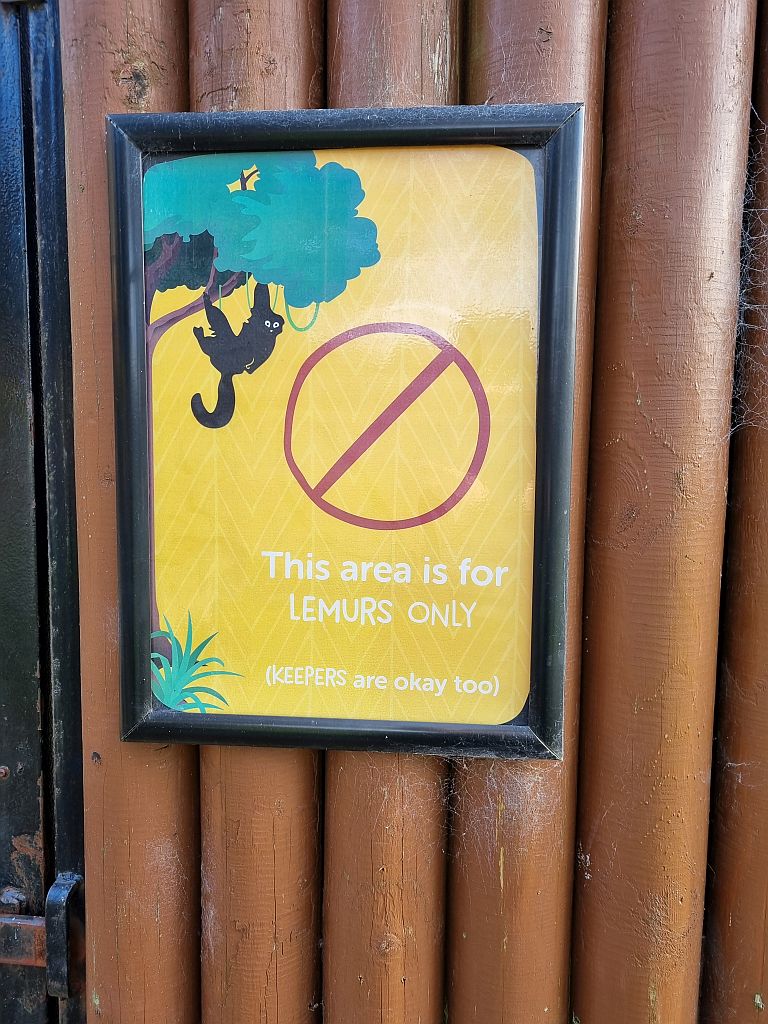 This area is for
LEMURS ONLY
(KEEPERS are okay too)